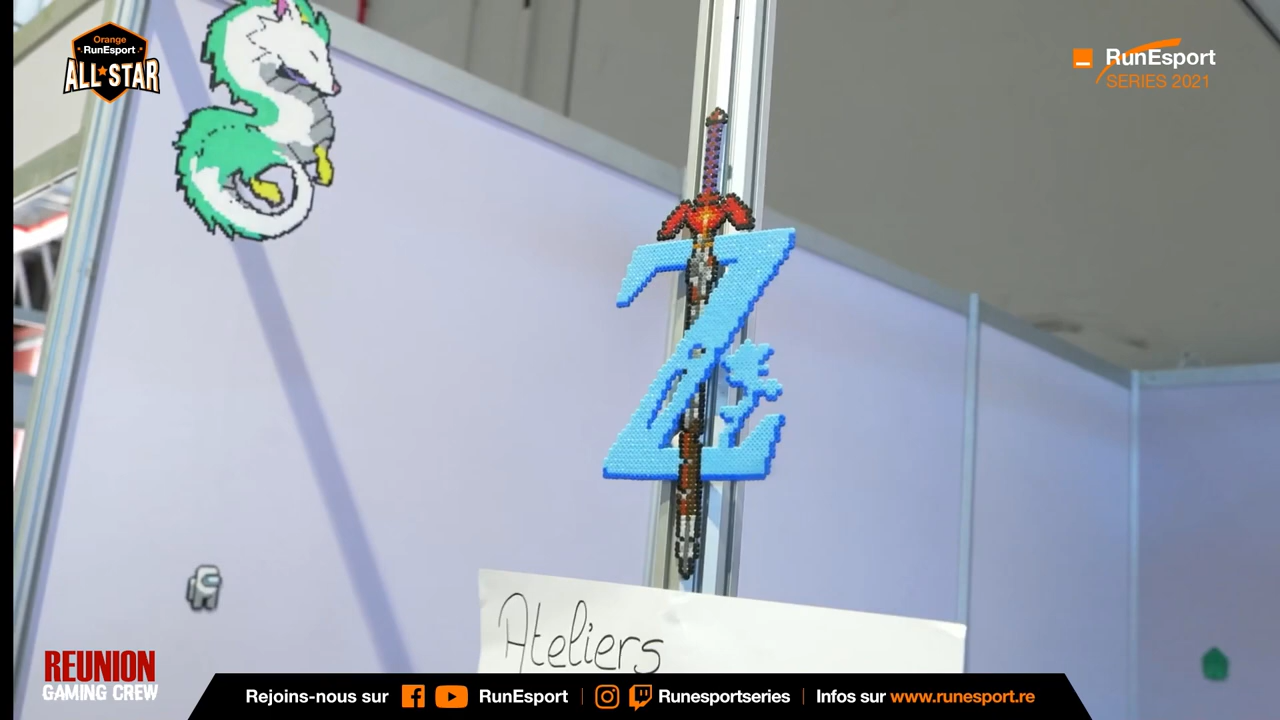 Orange
RunEsport
ALL STAR
RunEsport
SERIES 2021
Z
Ateliers
REUNION
GAMING CREW
Rejoins-nous sur RunEsport | Runesportseries | Infos sur www.runesport.re